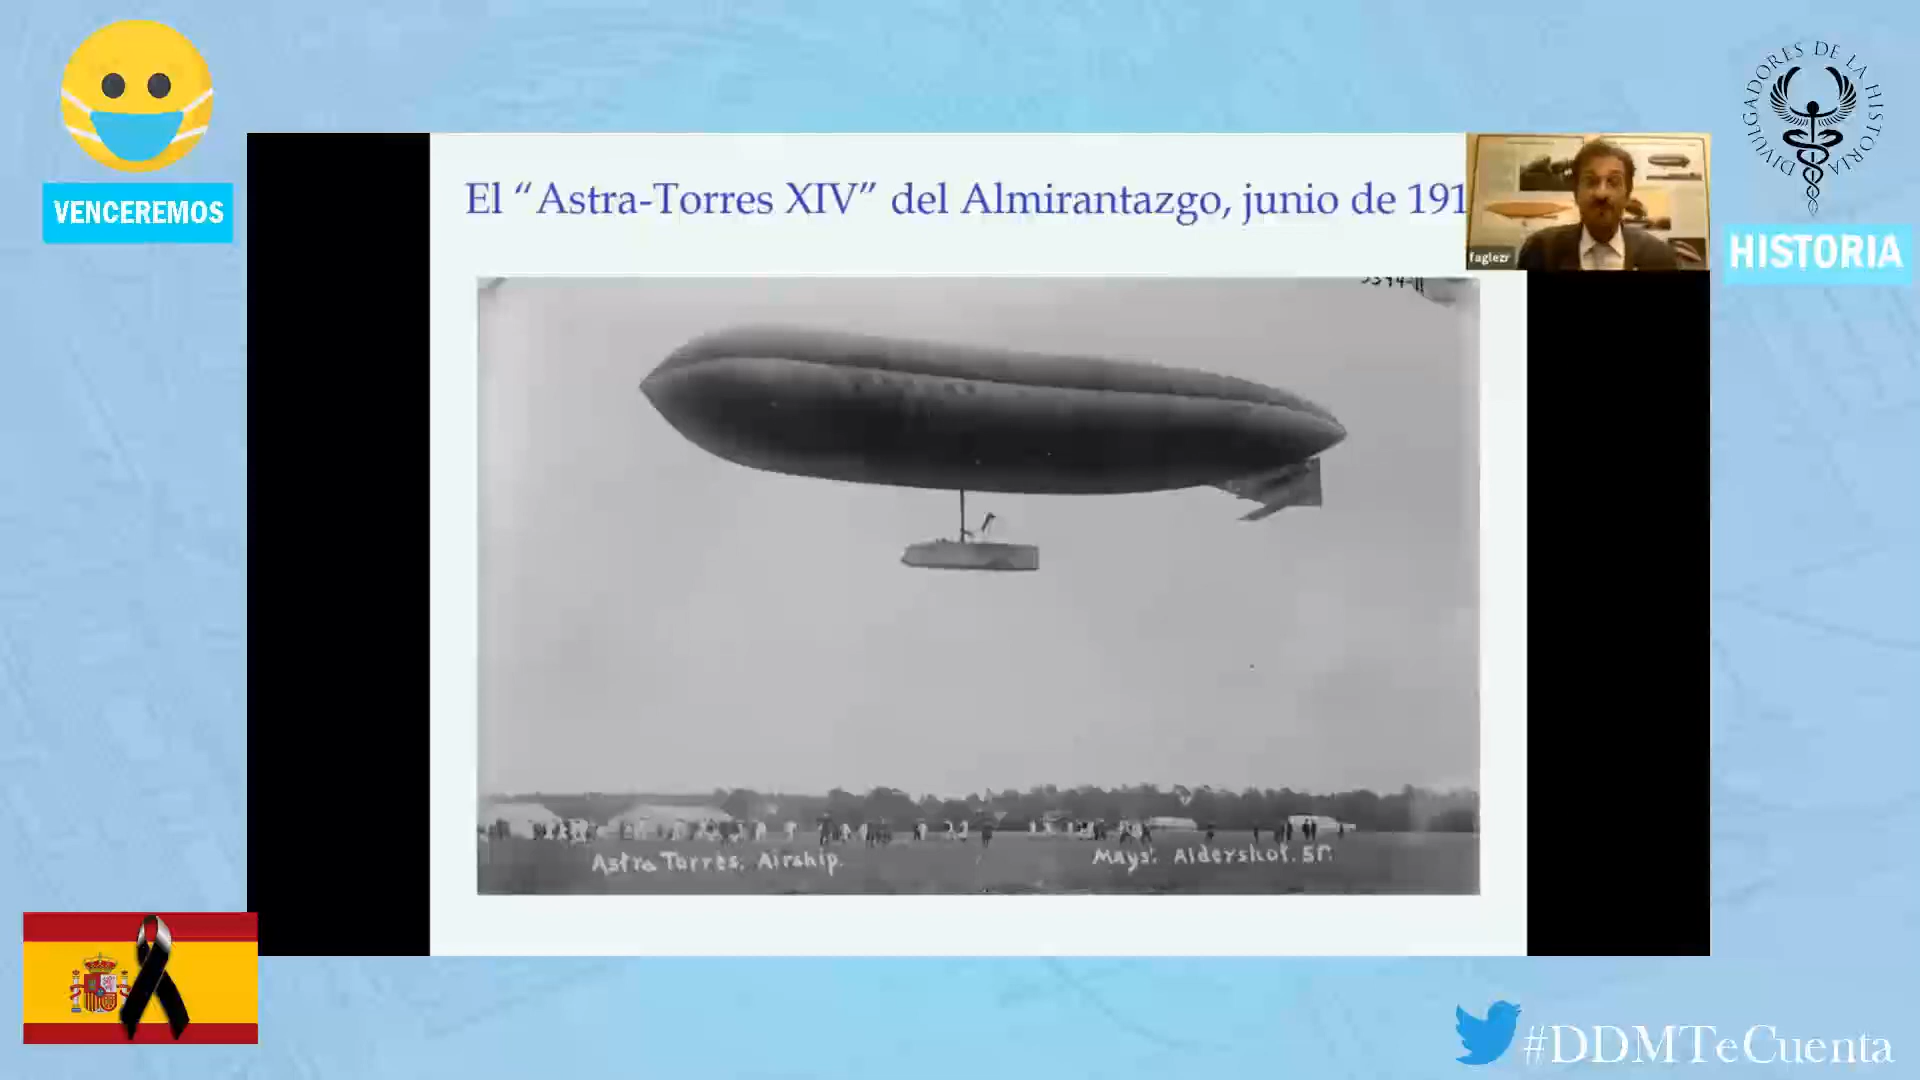 VENCEREMOS
El “Astra-Torres XIV” del Almirantazgo, junio de 191
faglezr
DIVULGADORES DE LA HISTORIA
HISTORIA
Astra Torres. Airship.
Mays. Aldershot.
#DDMTeCuenta